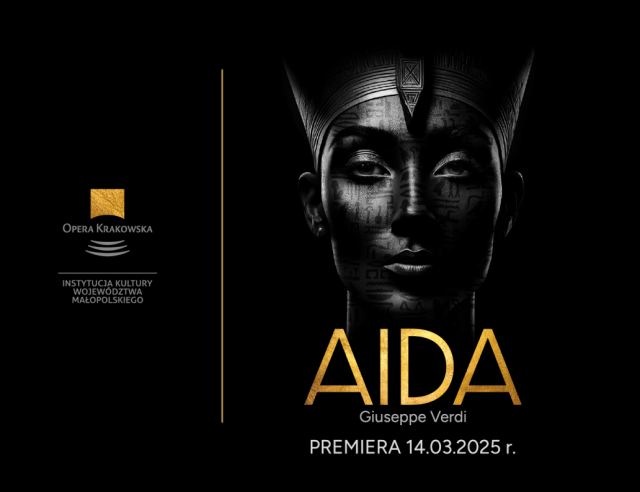 OPERA KRAKOWSKA
INSTYTUCJA KULTURY
WOJEWÓDZTWA
MAŁOPOLSKIEGO
AIDA
Giuseppe Verdi
PREMIERA 14.03.2025 r.